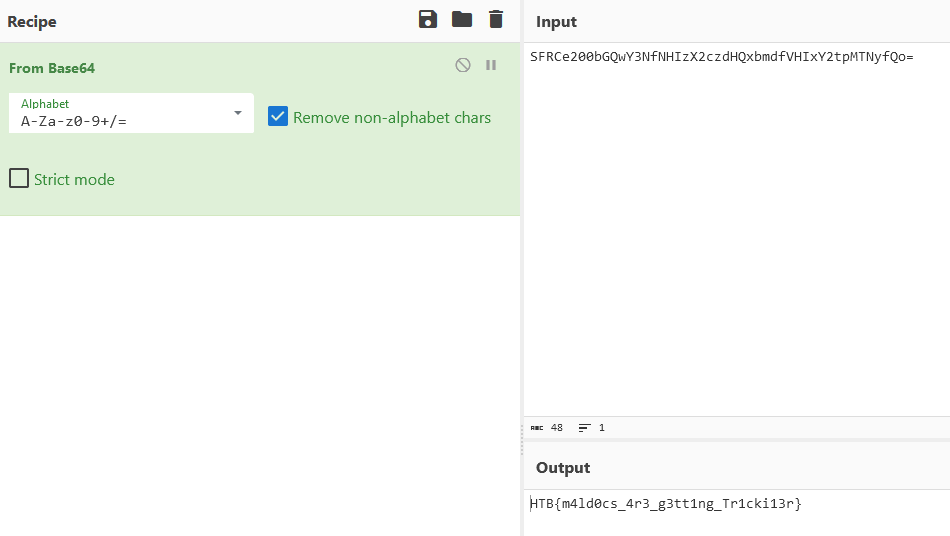 Recipe
From Base64
Alphabet
A-Za-z0-9+/=
Remove non-alphabet chars
Strict mode
Input
SFRCe200bGQwY3NfNHIzX2czdHQxbmdfVHIxY2tpMTNyfQo=
ABC 48 1
Output
HTB{m4ld0cs_4r3_g3tt1ng_Tr1cki13r}